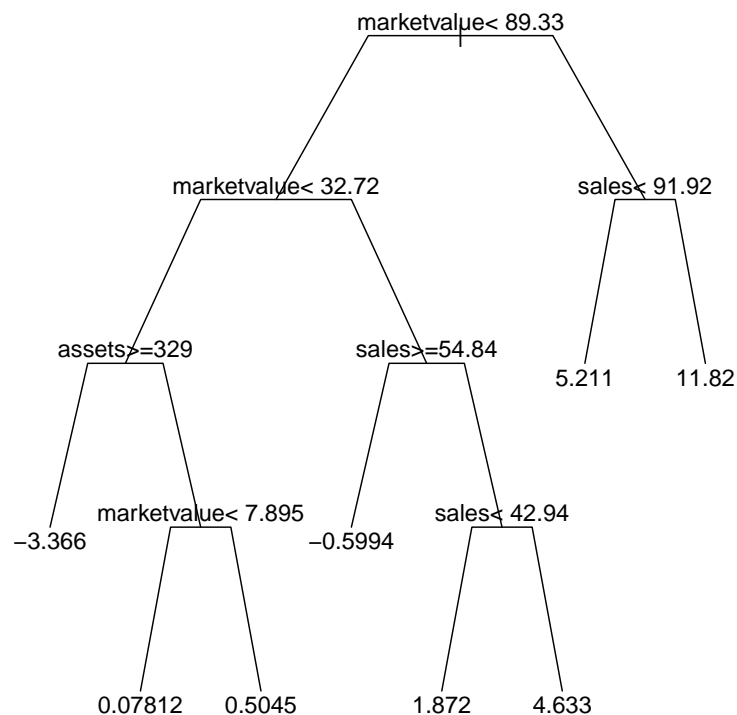 marketvalue< 89.33
marketvalue< 32.72
sales< 91.92
assets>=329
sales>=54.84
5.211
11.82
marketvalue< 7.895
sales< 42.94
−3.366
−0.5994
0.07812
0.5045
1.872
4.633